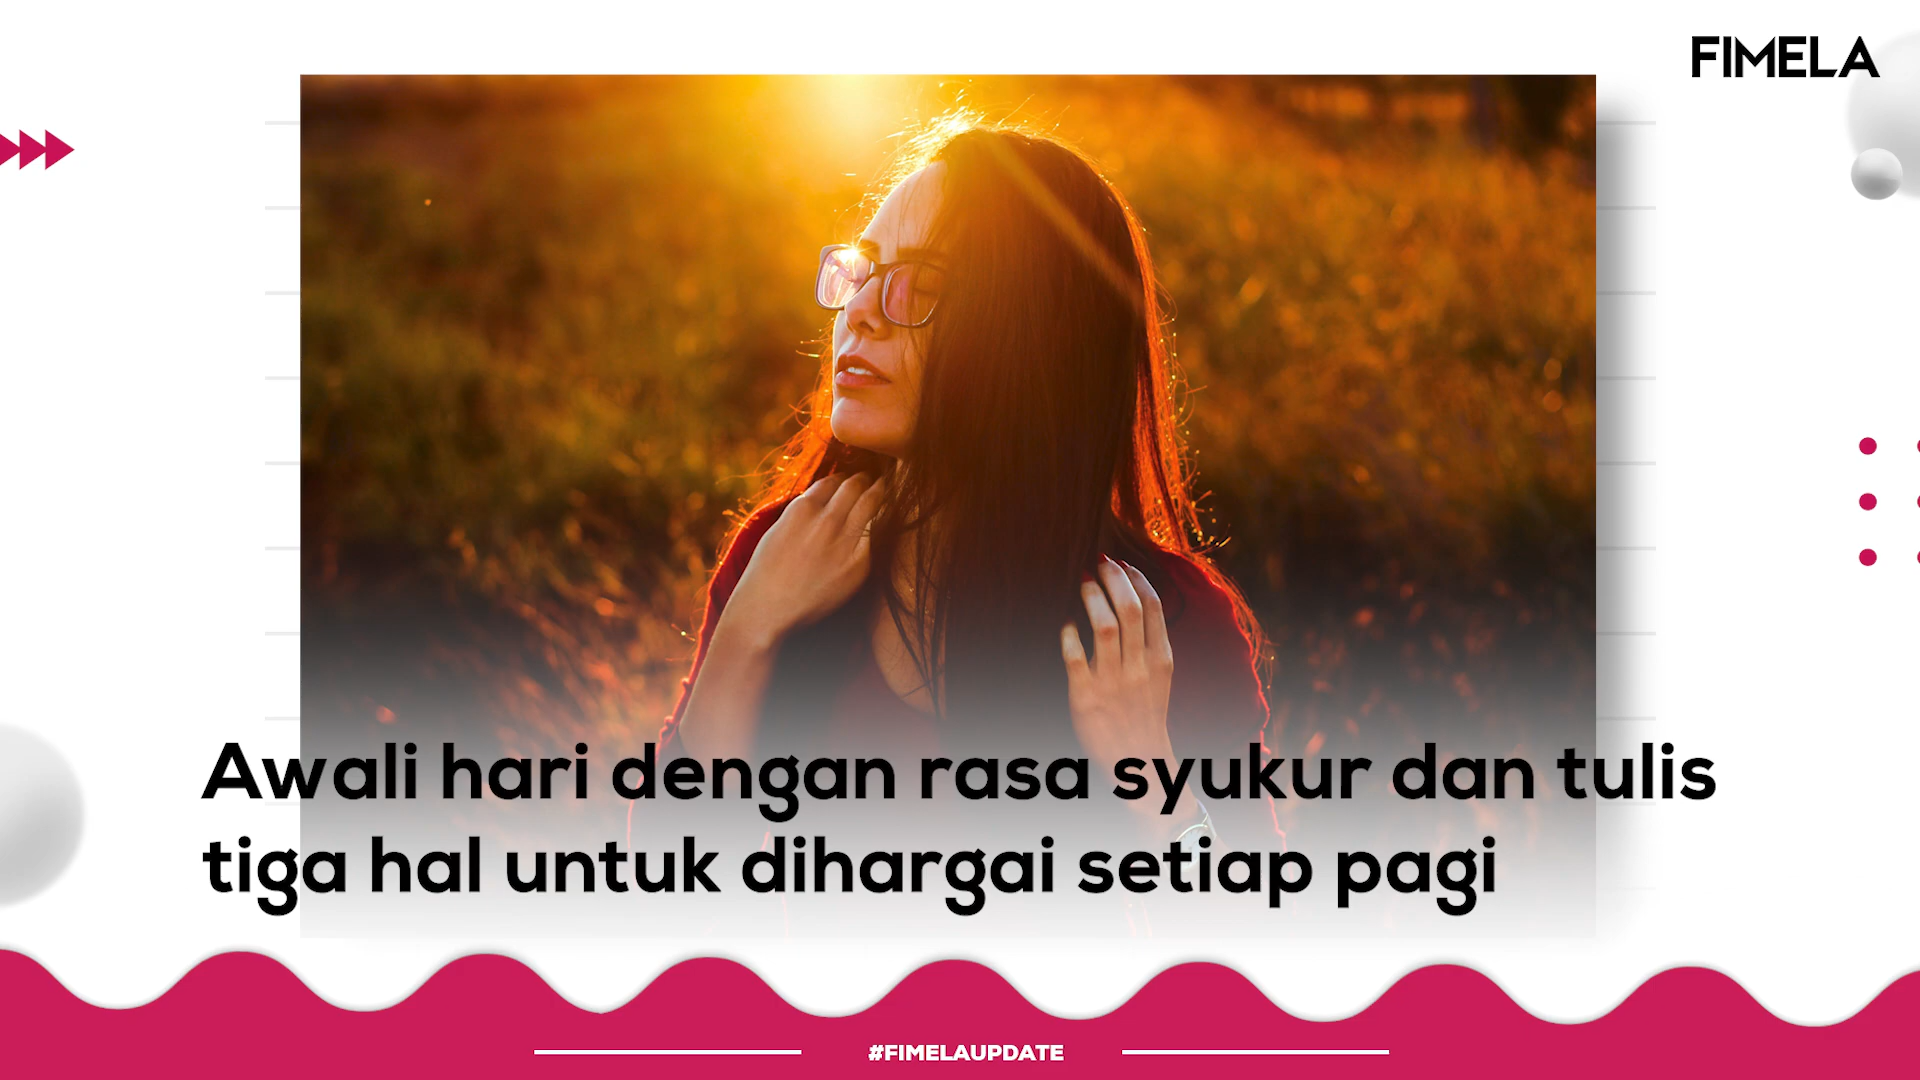 FIMELA
Awali hari dengan rasa syukur dan tulis
tiga hal untuk dihargai setiap pagi
#FIMELAUPDATE